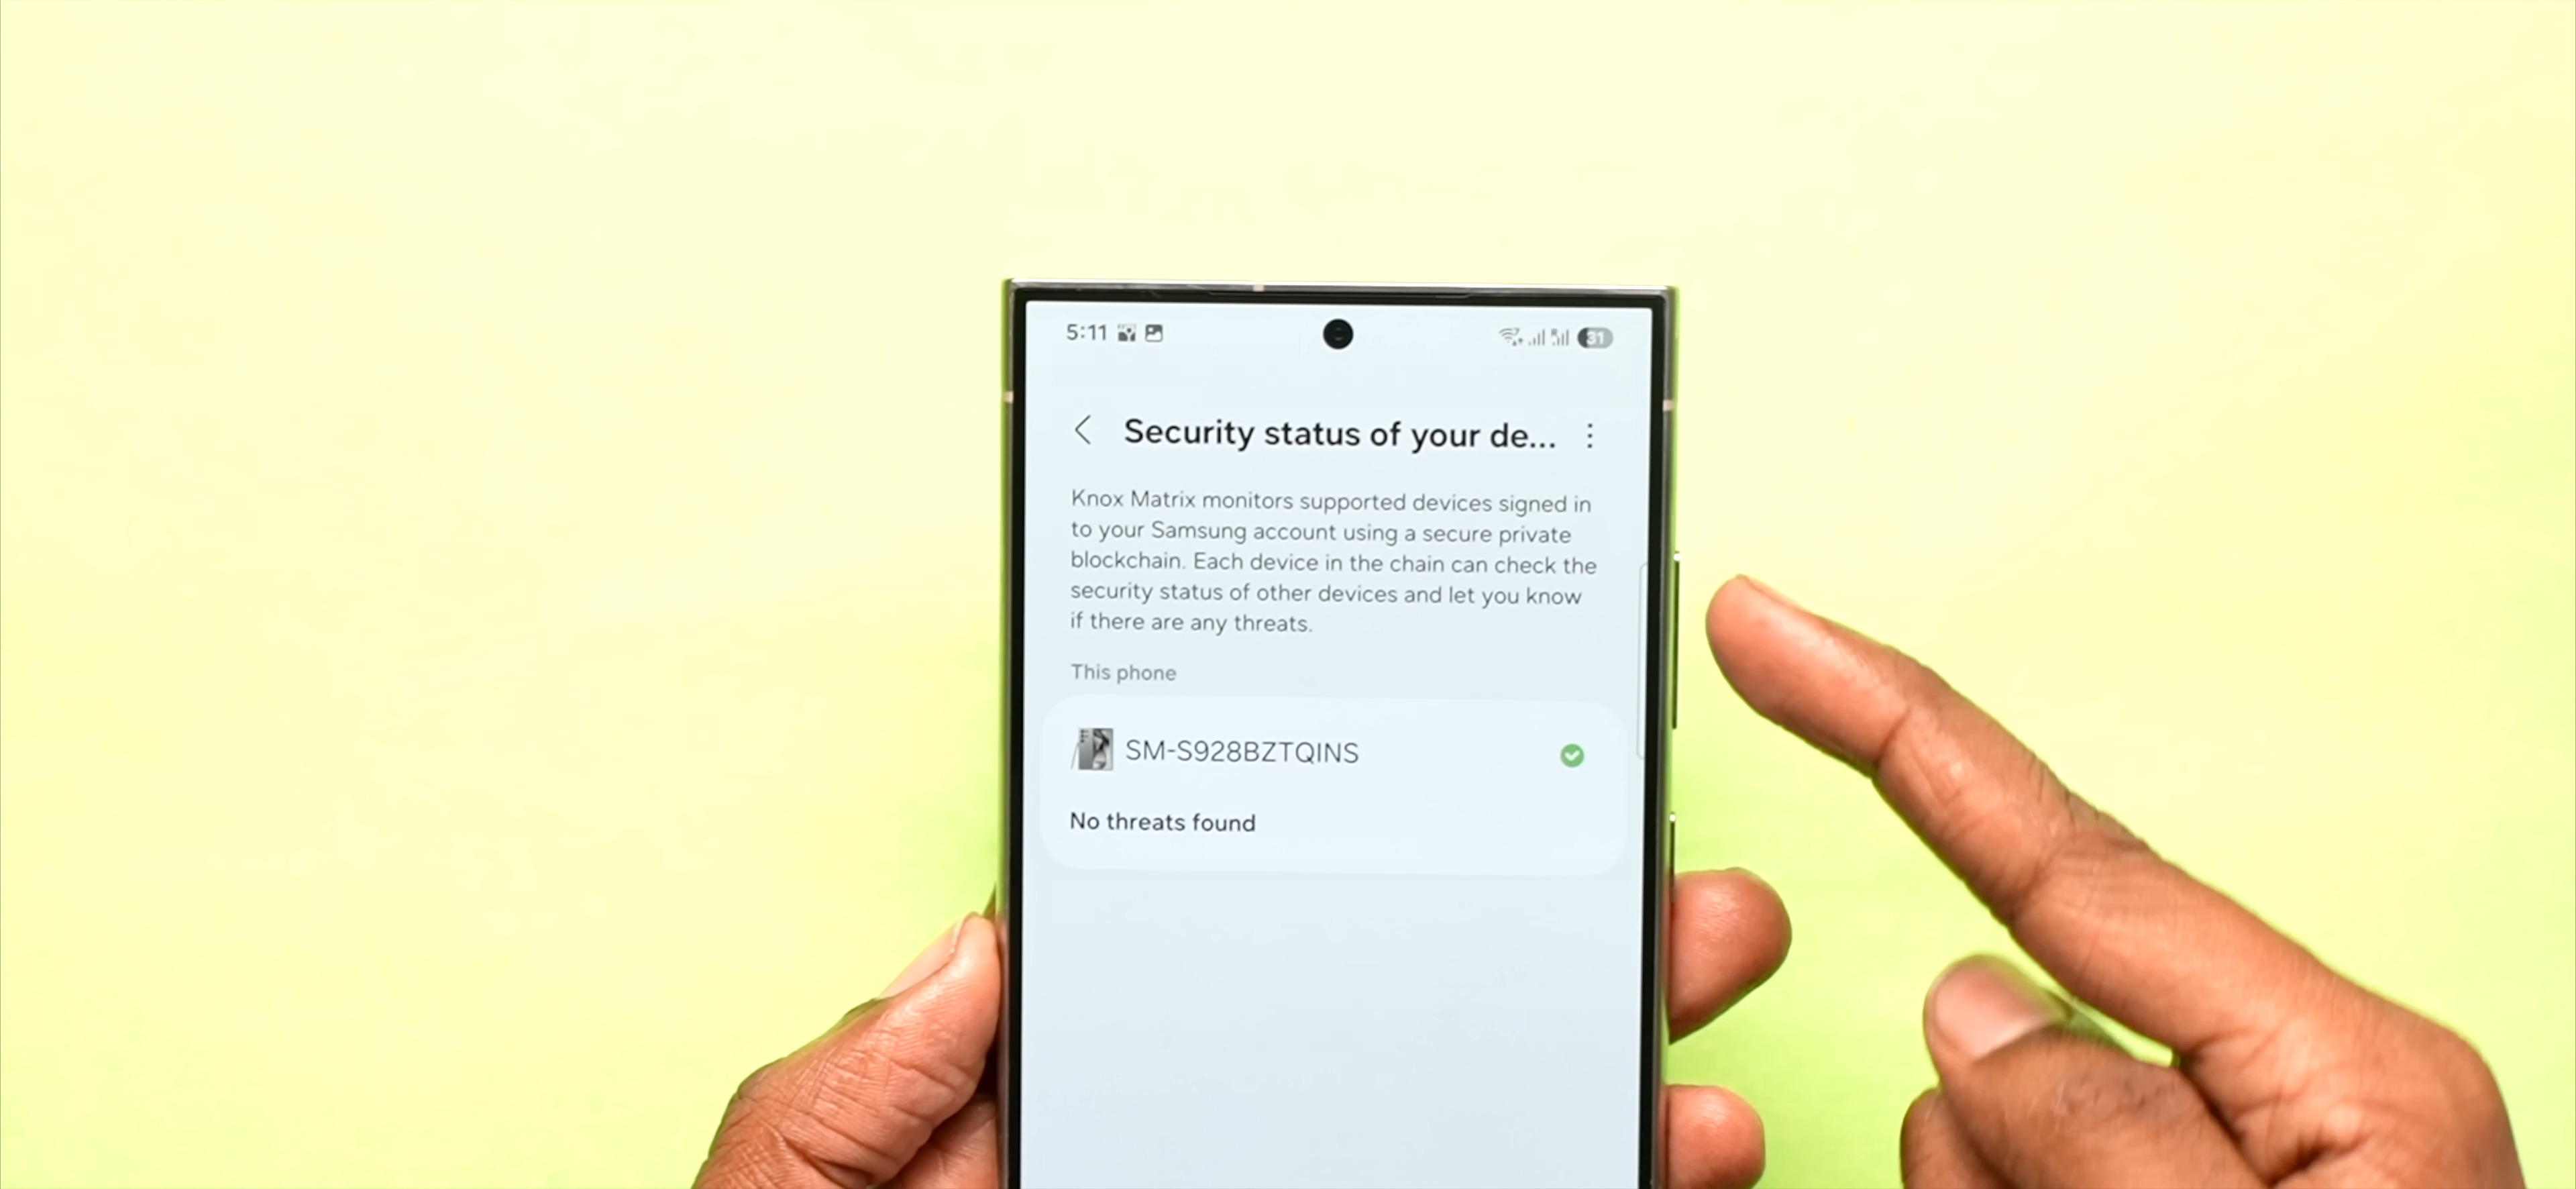 5:11
31
Security status of your de...
Knox Matrix monitors supported devices signed in
to your Samsung account using a secure private
blockchain. Each device in the chain can check the
security status of other devices and let you know
if there are any threats.
This phone
SM-S928BZTQINS
No threats found